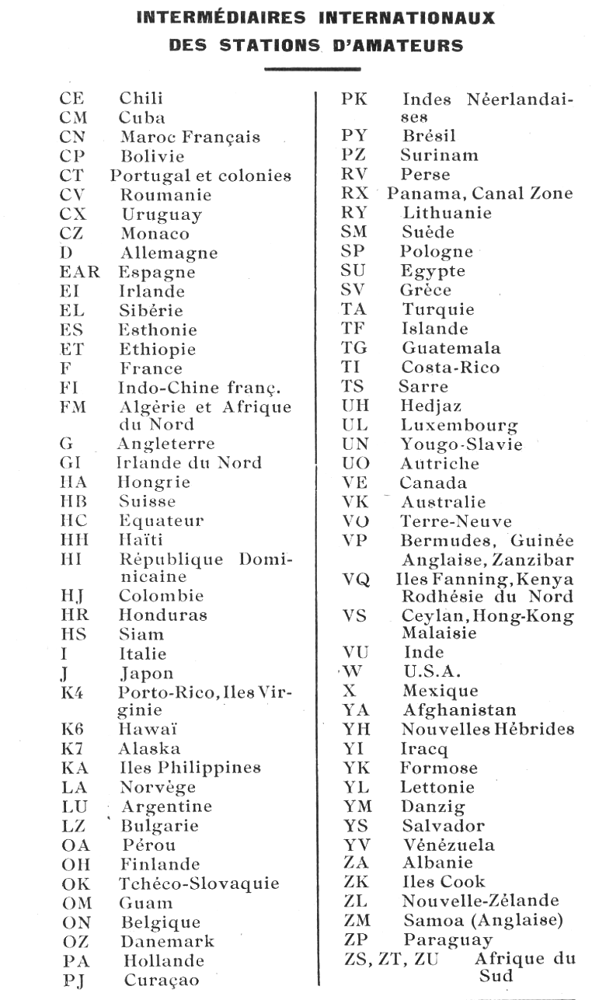 INTERMÉDIAIRES INTERNATIONAUX
DES STATIONS D'AMATEURS
CE Chili
CM Cuba
CN Maroc Français
CP Bolivie
CT Portugal et colonies
CV Roumanie
CX Uruguay
CZ Monaco
D Allemagne
EAR Espagne
EI Irlande
EL Sibérie
ES Esthonie
ET Ethiopie
F France
FI Indo-Chine franç.
FM Algérie et Afrique
du Nord
G Angleterre
GI Irlande du Nord
HA Hongrie
HB Suisse
HC Equateur
HH Haïti
HI République Domi-
nicaine
HJ Colombie
HR Honduras
HS Siam
I Italie
J Japon
K4 Porto-Rico, Iles Vir-
ginie
K6 Hawaï
K7 Alaska
KA Iles Philippines
LA Norvège
LU Argentine
LZ Bulgarie
OA Pérou
OH Finlande
OK Tchéco-Slovaquie
OM Guam
ON Belgique
OZ Danemark
PA Hollande
PJ Curaçao
PK Indes Néerlandai-
ses
PY Brésil
PZ Surinam
RV Perse
RX Panama, Canal Zone
RY Lithuanie
SM Suède
SP Pologne
SU Egypte
SV Grèce
TA Turquie
TF Islande
TG Guatemala
TI Costa-Rico
TS Sarre
UH Hedjaz
UL Luxembourg
UN Yougo-Slavie
UO Autriche
VE Canada
VK Australie
VO Terre-Neuve
VP Bermudes, Guinée
Anglaise, Zanzibar
VQ Iles Fanning, Kenya
Rodhésie du Nord
VS Ceylan, Hong-Kong
Malaisie
VU Inde
W U.S.A.
X Mexique
YA Afghanistan
YH Nouvelles Hébrides
YI Iracq
YK Formose
YL Lettonie
YM Danzig
YS Salvador
YV Vénézuela
ZA Albanie
ZK Iles Cook
ZL Nouvelle-Zélande
ZM Samoa (Anglaise)
ZP Paraguay
ZS, ZT, ZU Afrique du
Sud